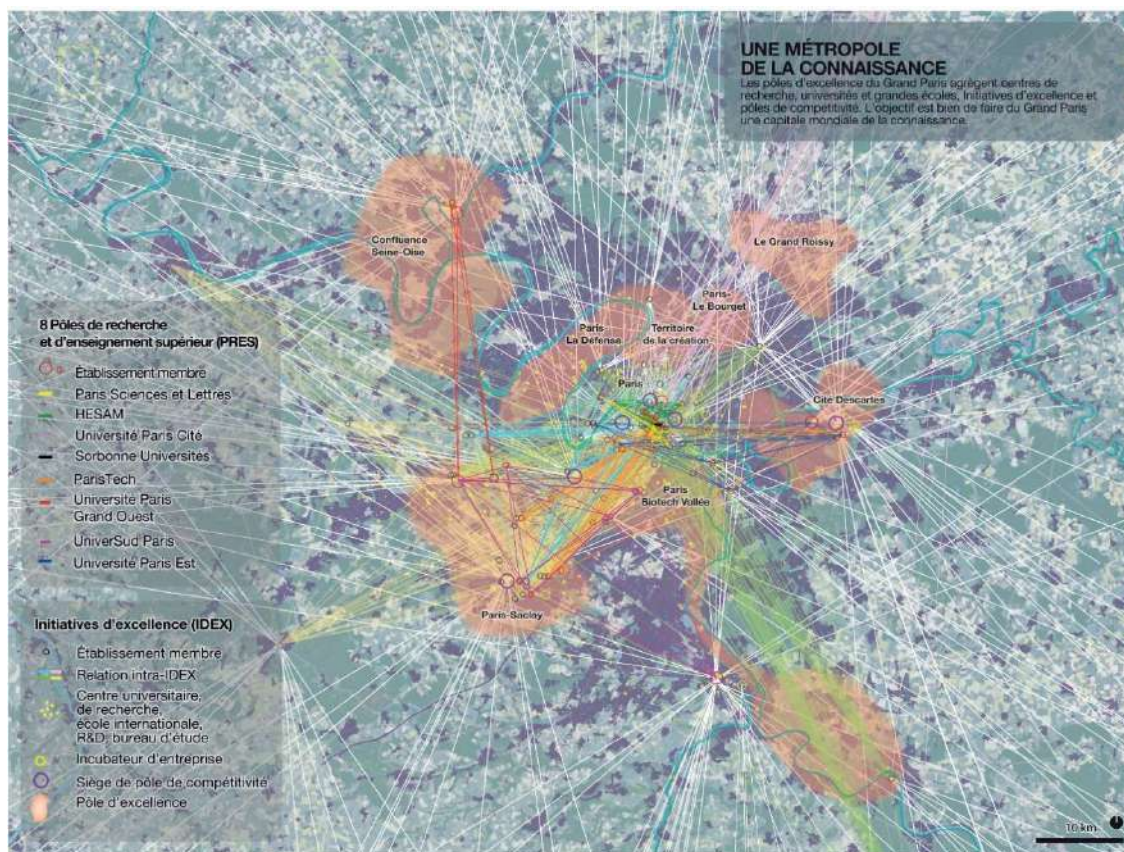 UNE MÉTROPOLE
DE LA CONNAISSANCE
Les pôles d'excellence du Grand Paris agrègent centres de
recherche, universités et grandes écoles, Initiatives d'excellence et
pôles de compétitivité. L'objectif est bien de faire du Grand Paris
une capitale mondiale de la connaissance.
Confluence
Seine-Oise
Le Grand Roissy
Paris-
Le Bourget
Paris
La Défense
Territoire
de la création
Paris
Cité Descartes
Paris
Biotech Vallée
Paris-Saclay
8 Pôles de recherche
et d'enseignement supérieur (PRES)
Établissement membre
Paris Sciences et Lettres
HESAM
Université Paris Cité
Sorbonne Universités
ParisTech
Université Paris
Grand Ouest
UniverSud Paris
Université Paris Est
Initiatives d'excellence (IDEX)
Établissement membre
Relation intra-IDEX
Centre universitaire,
de recherche,
école internationale,
R&D, bureau d'étude
Incubateur d'entreprise
Siège de pôle de compétitivité
Pôle d'excellence
10 km